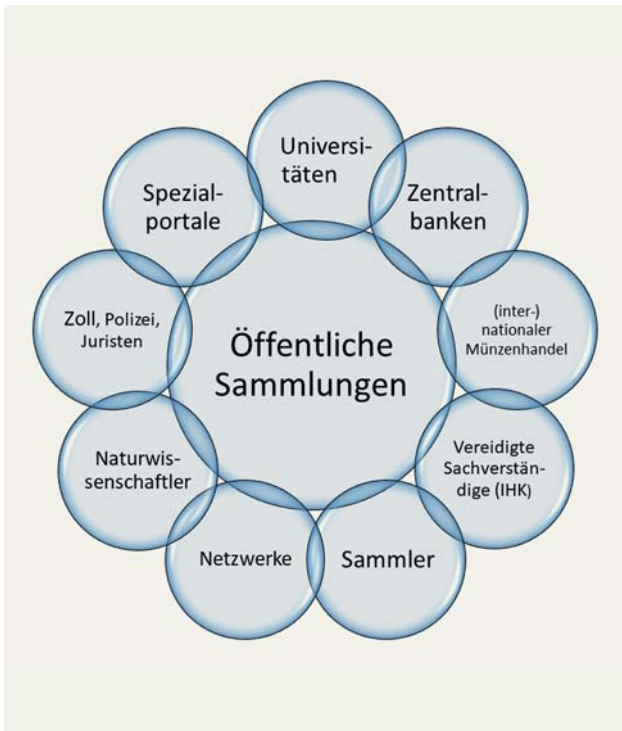 Universi-
täten
Zentral-
banken
(inter-)
nationaler
Münzenhandel
Vereidigte
Sachverstän-
dige (IHK)
Sammler
Netzwerke
Naturwis-
senschaftler
Zoll, Polizei,
Juristen
Spezial-
portale
Öffentliche
Sammlungen